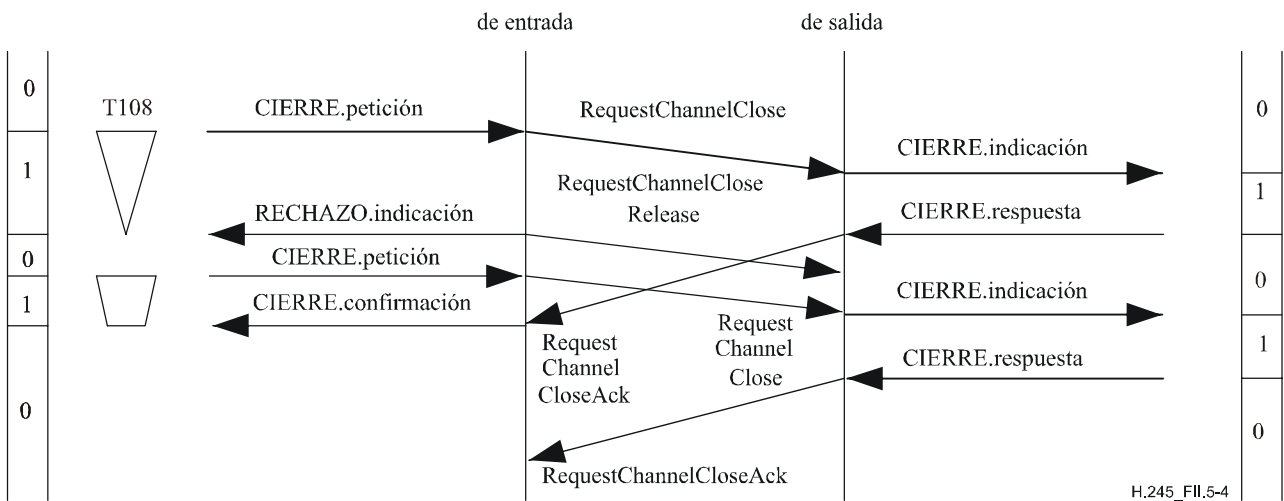 de entrada de salida
0
T108
CIERRE.petición
RequestChannelClose
0
CIERRE.indicación
1
RequestChannelClose
Release
1
RECHAZO.indicación
CIERRE.respuesta
0
CIERRE.petición
0
CIERRE.indicación
1
CIERRE.confirmación
Request
Channel
CloseAck
Request
Channel
Close
1
CIERRE.respuesta
0
0
RequestChannelCloseAck
H.245_FII.5-4